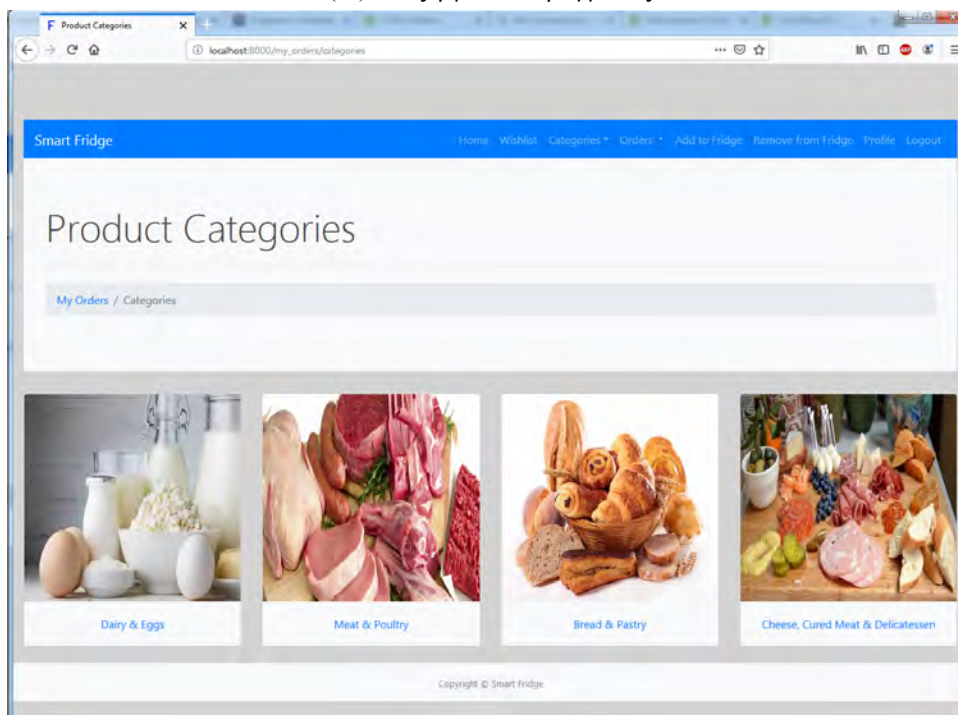 Product Categories
localhost:8000/my_orders/categories
Smart Fridge
Home Wishlist Categories Orders Add to Fridge Remove from Fridge Profile Logout
Product Categories
My Orders / Categories
Dairy & Eggs
Meat & Poultry
Bread & Pastry
Cheese, Cured Meat & Delicatessen
Copyright © Smart Fridge